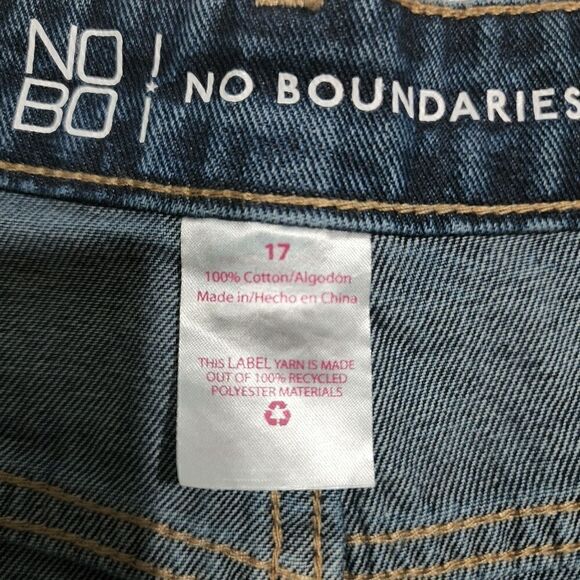 NO
BO
NO BOUNDARIES
17
100% Cotton/Algodón
Made in/Hecho en China
THIS LABEL YARN IS MADE
OUT OF 100% RECYCLED
POLYESTER MATERIALS